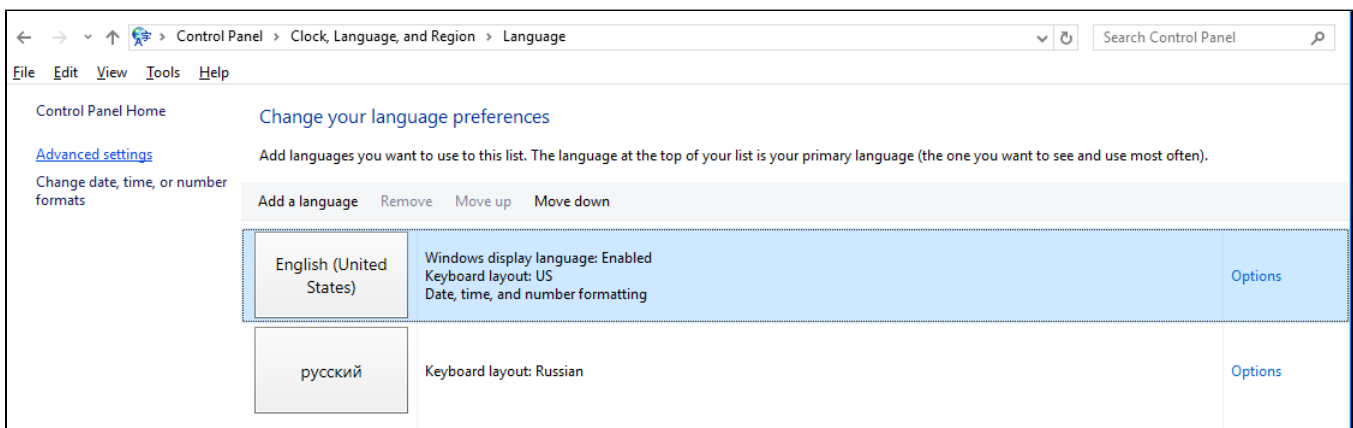 Control Panel > Clock, Language, and Region > Language
Search Control Panel
File Edit View Tools Help
Control Panel Home
Advanced settings
Change date, time, or number
formats
Change your language preferences
Add languages you want to use to this list. The language at the top of your list is your primary language (the one you want to see and use most often).
Add a language Remove Move up Move down
English (United
States)
Windows display language: Enabled
Keyboard layout: US
Date, time, and number formatting
Options
русский
Keyboard layout: Russian
Options